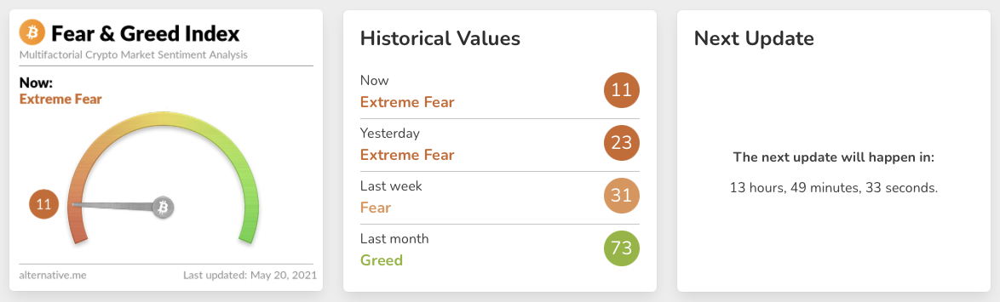 Fear & Greed Index
Multifactorial Crypto Market Sentiment Analysis
Now:
Extreme Fear
11
alternative.me
Last updated: May 20, 2021
Historical Values
Now
Extreme Fear
11
Yesterday
Extreme Fear
23
Last week
Fear
31
Last month
Greed
73
Next Update
The next update will happen in:
13 hours, 49 minutes, 33 seconds.